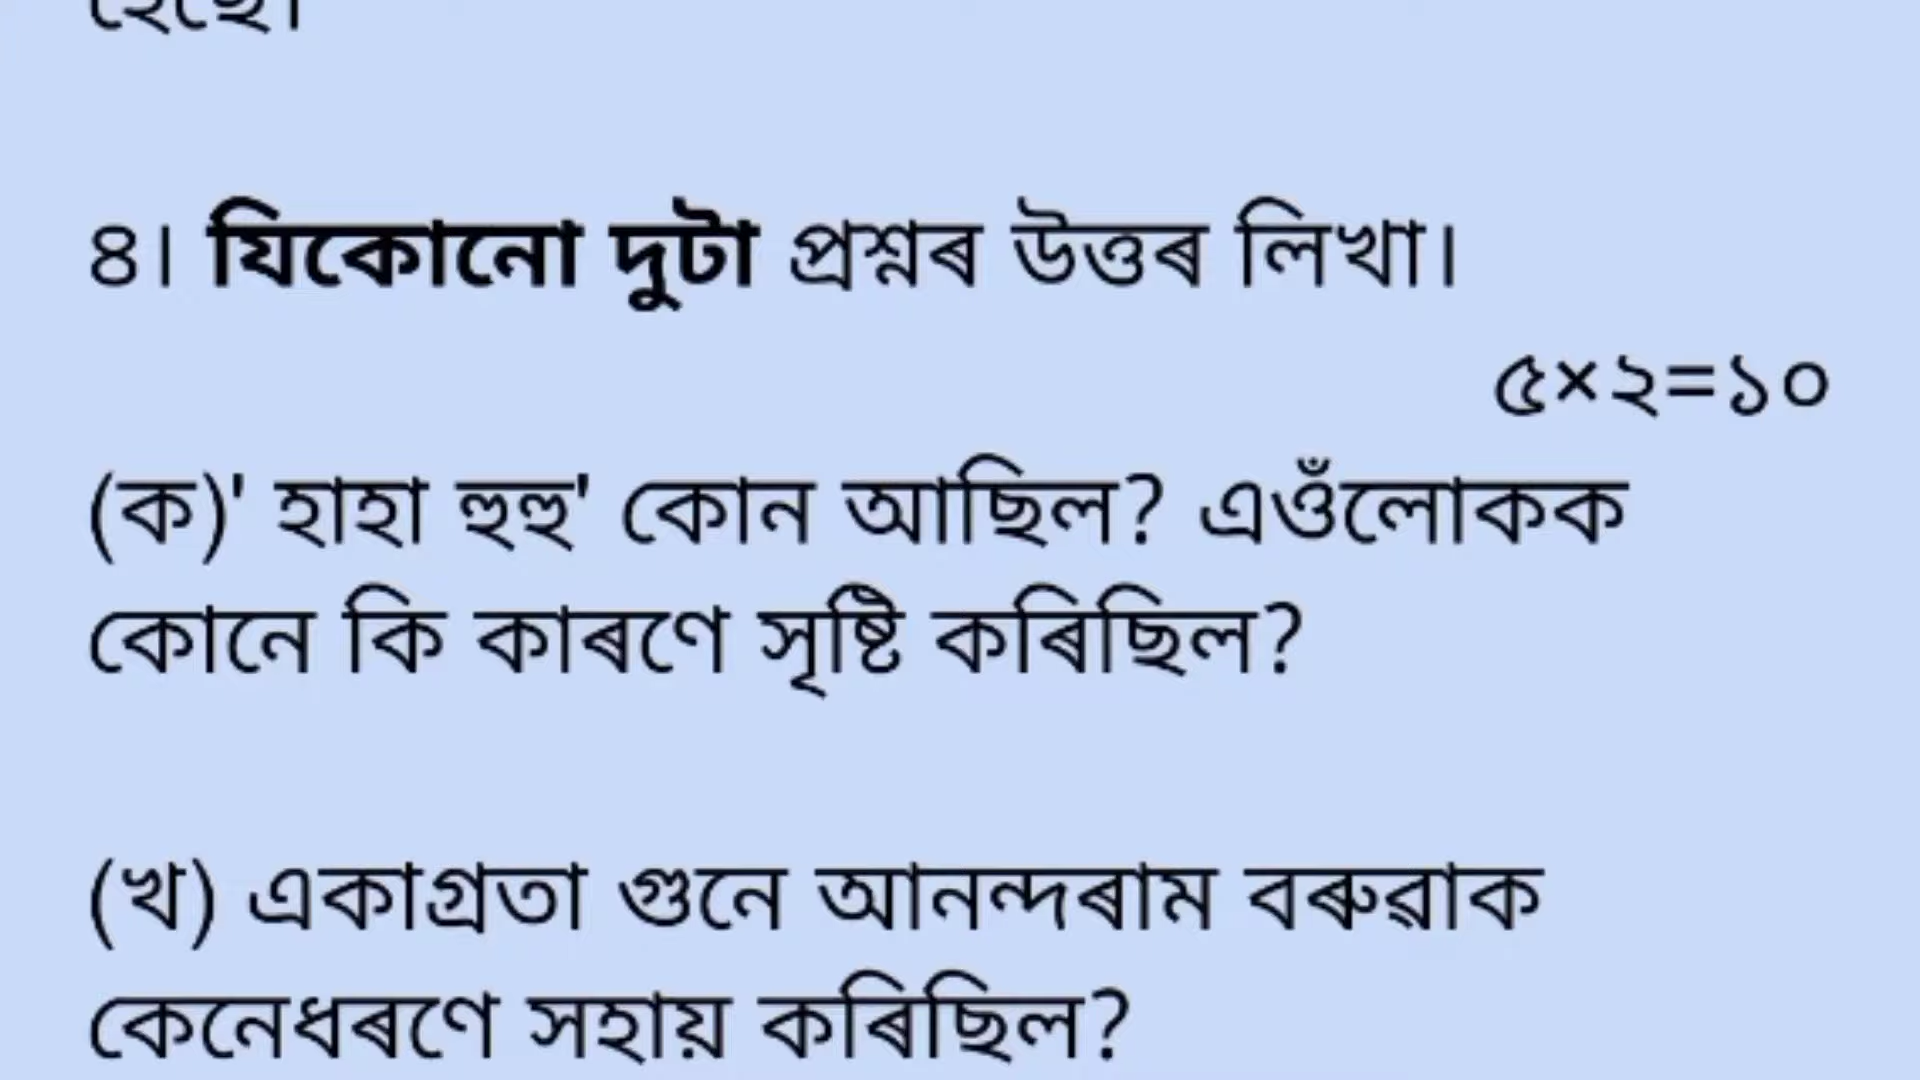 হৈছে।
৪। যিকোনো দুটা প্ৰশ্নৰ উত্তৰ লিখা।
৫×২=১০
(ক)' হাহা হুহু' কোন আছিল? এওঁলোকক
কোনে কি কাৰণে সৃষ্টি কৰিছিল?
(খ) একাগ্ৰতা গুনে আনন্দৰাম বৰুৱাক
কেনেধৰণে সহায় কৰিছিল?